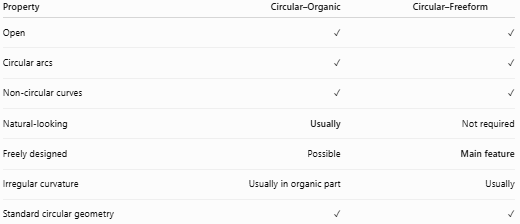 Property Circular–Organic Circular–Freeform
Open ✓ ✓
Circular arcs ✓ ✓
Non-circular curves ✓ ✓
Natural-looking Usually Not required
Freely designed Possible Main feature
Irregular curvature Usually in organic part Usually
Standard circular geometry ✓ ✓